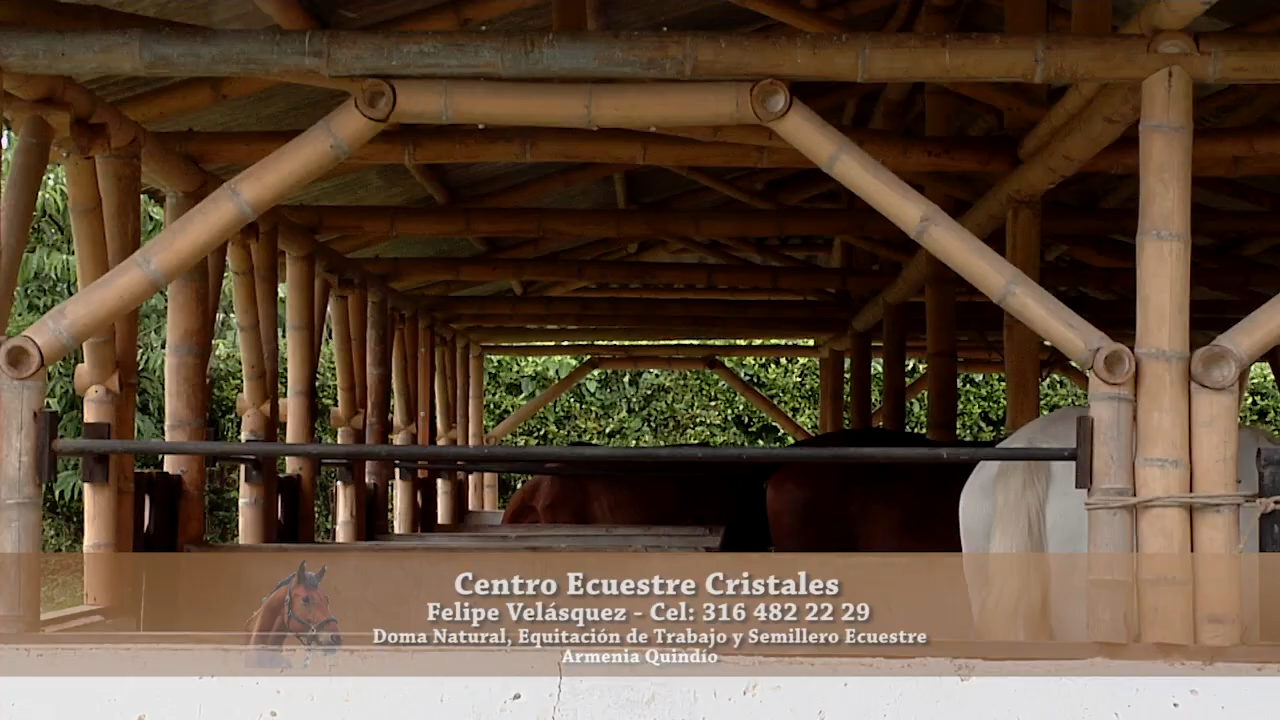 Centro Ecuestre Cristales
Felipe Velásquez - Cel: 316 482 22 29
Doma Natural, Equitación de Trabajo y Semillero Ecuestre
Armenia Quindío